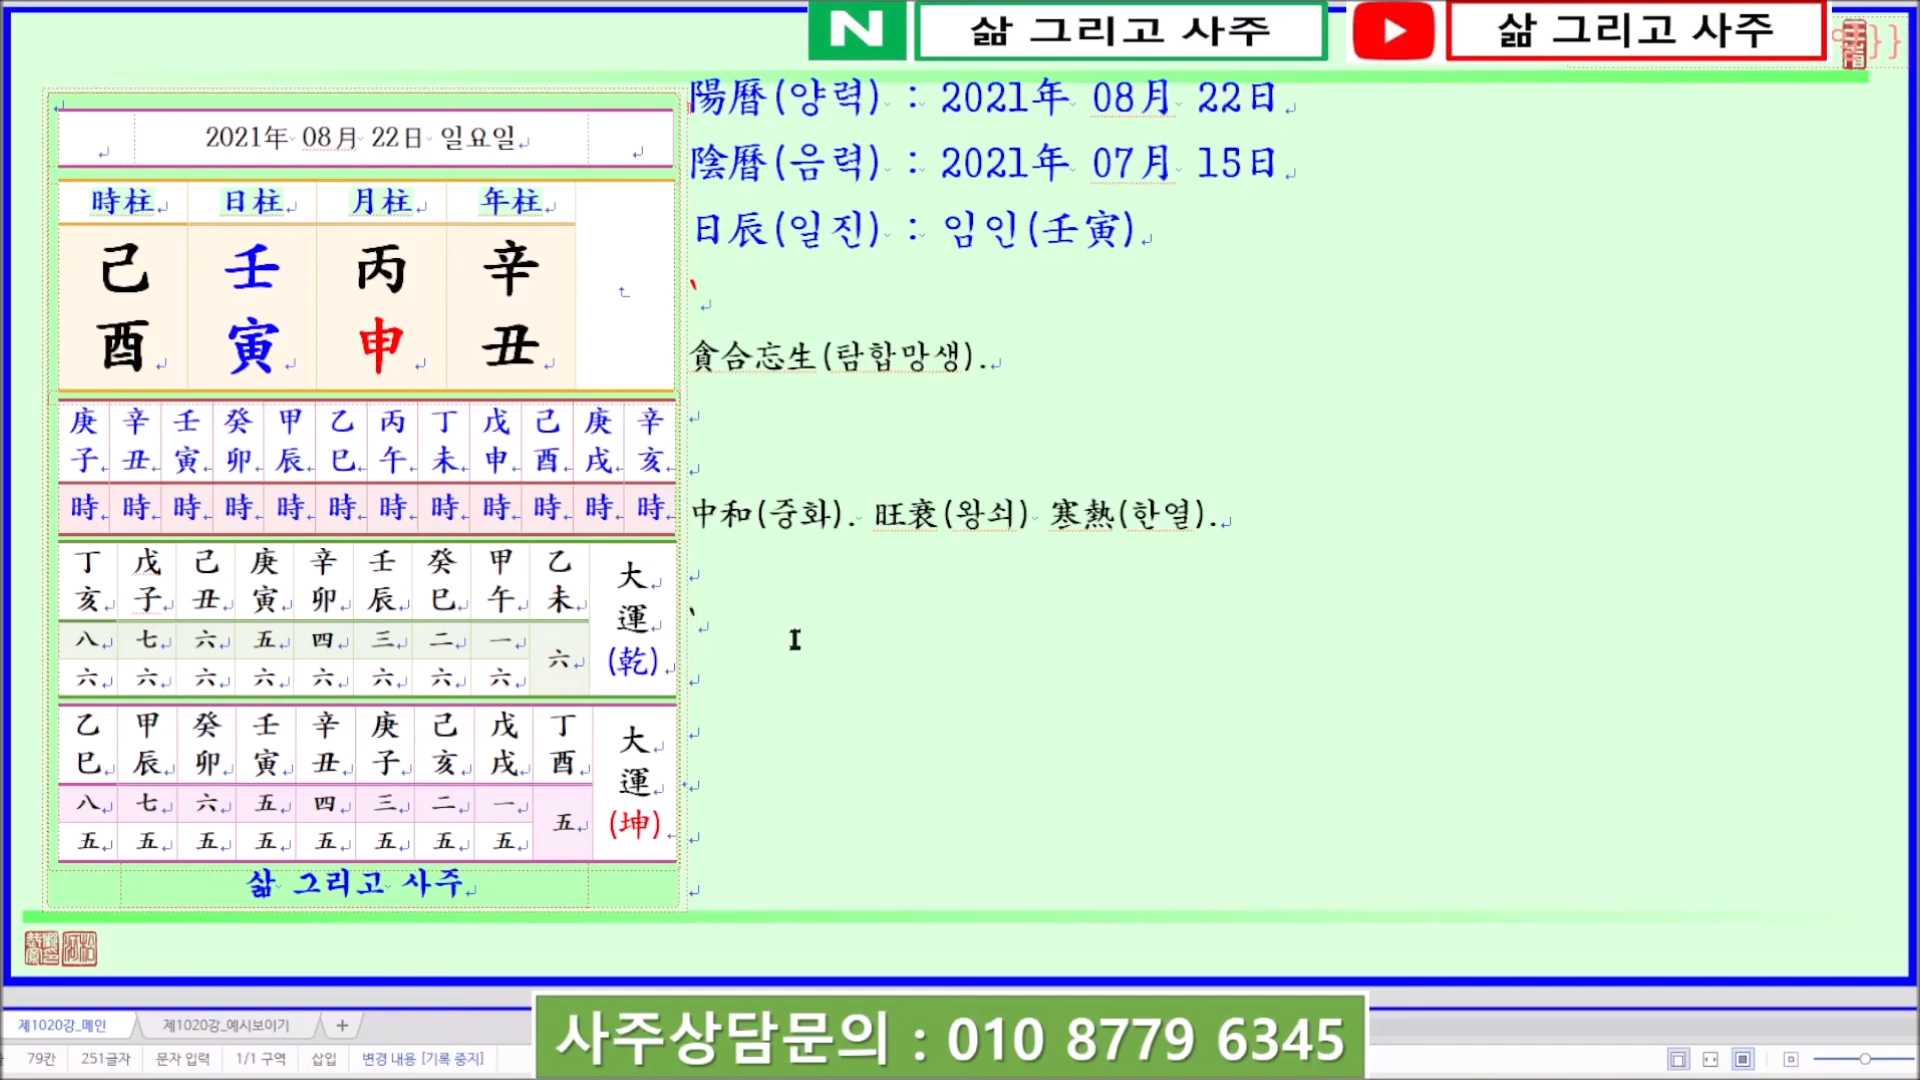 N 삶 그리고 사주 삶 그리고 사주
陽曆(양력) : 2021年 08月 22日
陰曆(음력) : 2021年 07月 15日
日辰(일진) : 임인(壬寅)
貪合忘生(탐합망생).
中和(중화). 旺衰(왕쇠) 寒熱(한열).
2021年 08月 22日 일요일
時柱 日柱 月柱 年柱
己 壬 丙 辛
酉 寅 申 丑
庚 辛 壬 癸 甲 乙 丙 丁 戊 己 庚 辛
子 丑 寅 卯 辰 巳 午 未 申 酉 戌 亥
時 時 時 時 時 時 時 時 時 時 時 時
丁 戊 己 庚 辛 壬 癸 甲 乙 大
亥 子 丑 寅 卯 辰 巳 午 未 運
八 七 六 五 四 三 二 一 六 (乾)
六 六 六 六 六 六 六 六
乙 甲 癸 壬 辛 庚 己 戊 丁 大
巳 辰 卯 寅 丑 子 亥 戌 酉 運
八 七 六 五 四 三 二 一 五 (坤)
五 五 五 五 五 五 五 五
삶 그리고 사주
제1020강_메인 제1020강_예시보이기 +
79칸 251글자 문자 입력 1/1 구역 삽입 변경 내용 [기록 중지]
사주상담문의 : 010 8779 6345